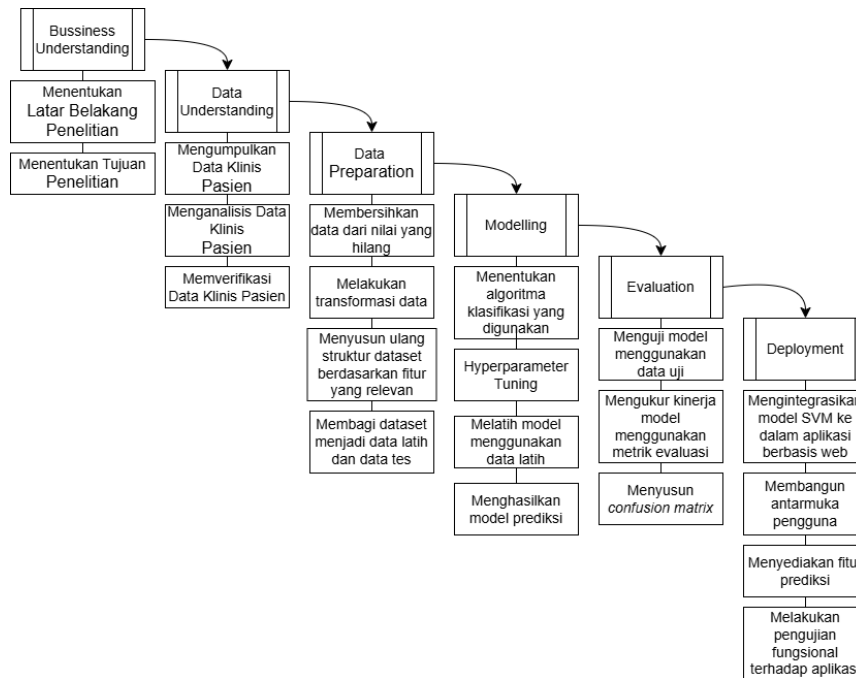 Bussiness
Understanding
Menentukan
Latar Belakang
Penelitian
Menentukan Tujuan
Penelitian
Data
Understanding
Mengumpulkan
Data Klinis
Pasien
Menganalisis Data
Klinis
Pasien
Memverifikasi
Data Klinis Pasien
Data
Preparation
Membersihkan
data dari nilai yang
hilang
Melakukan
transformasi data
Menyusun ulang
struktur dataset
berdasarkan fitur
yang relevan
Membagi dataset
menjadi data latih
dan data tes
Modelling
Menentukan
algoritma
klasifikasi yang
digunakan
Hyperparameter
Tuning
Melatih model
menggunakan
data latih
Menghasilkan
model prediksi
Evaluation
Menguji model
menggunakan
data uji
Mengukur kinerja
model
menggunakan
metrik evaluasi
Menyusun
confusion matrix
Deployment
Mengintegrasikan
model SVM ke
dalam aplikasi
berbasis web
Membangun
antarmuka
pengguna
Menyediakan fitur
prediksi
Melakukan
pengujian
fungsional
terhadap aplikasi